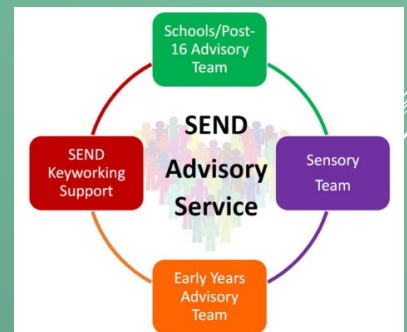 Schools/Post-
16 Advisory
Team
SEND
Advisory
Service
SEND
Keyworking
Support
Sensory
Team
Early Years
Advisory
Team